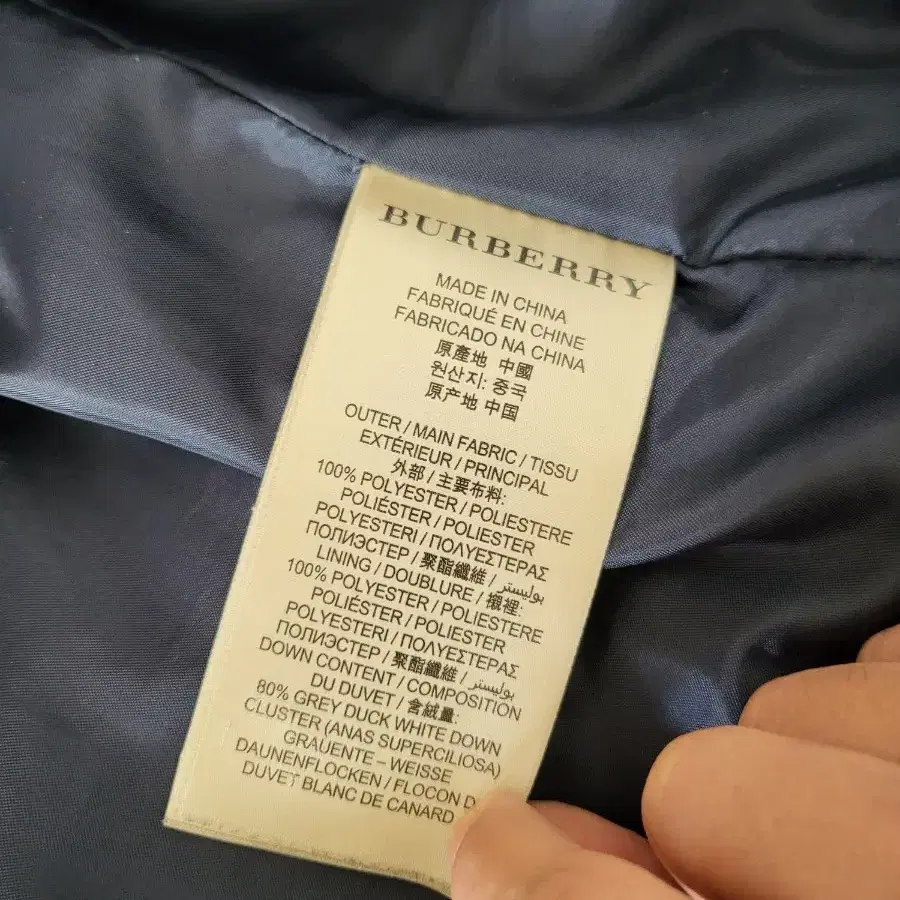 BURBERRY
MADE IN CHINA
FABRIQUÉ EN CHINE
FABRICADO NA CHINA
原產地 中國
원산지: 중국
原产地 中国
OUTER / MAIN FABRIC / TISSU
EXTÉRIEUR / PRINCIPAL
外部 / 主要布料:
100% POLYESTER / POLIESTERE
POLIÉSTER / POLIESTER
POLYESTERI / ΠΟΛΥΕΣΤΕΡΑΣ
ПОЛИЭСТЕР / 聚酯纖維 / بوليستر
LINING / DOUBLURE / 襯裡:
100% POLYESTER / POLIESTERE
POLIÉSTER / POLIESTER
POLYESTERI / ΠΟΛΥΕΣΤΕΡΑΣ
ПОЛИЭСТЕР / 聚酯纖維 / بوليستر
DOWN CONTENT / COMPOSITION
DU DUVET / 含絨量:
80% GREY DUCK WHITE DOWN
CLUSTER (ANAS SUPERCILIOSA)
GRAUENTE – WEISSE
DAUNENFLOCKEN / FLOCON D
DUVET BLANC DE CANARD